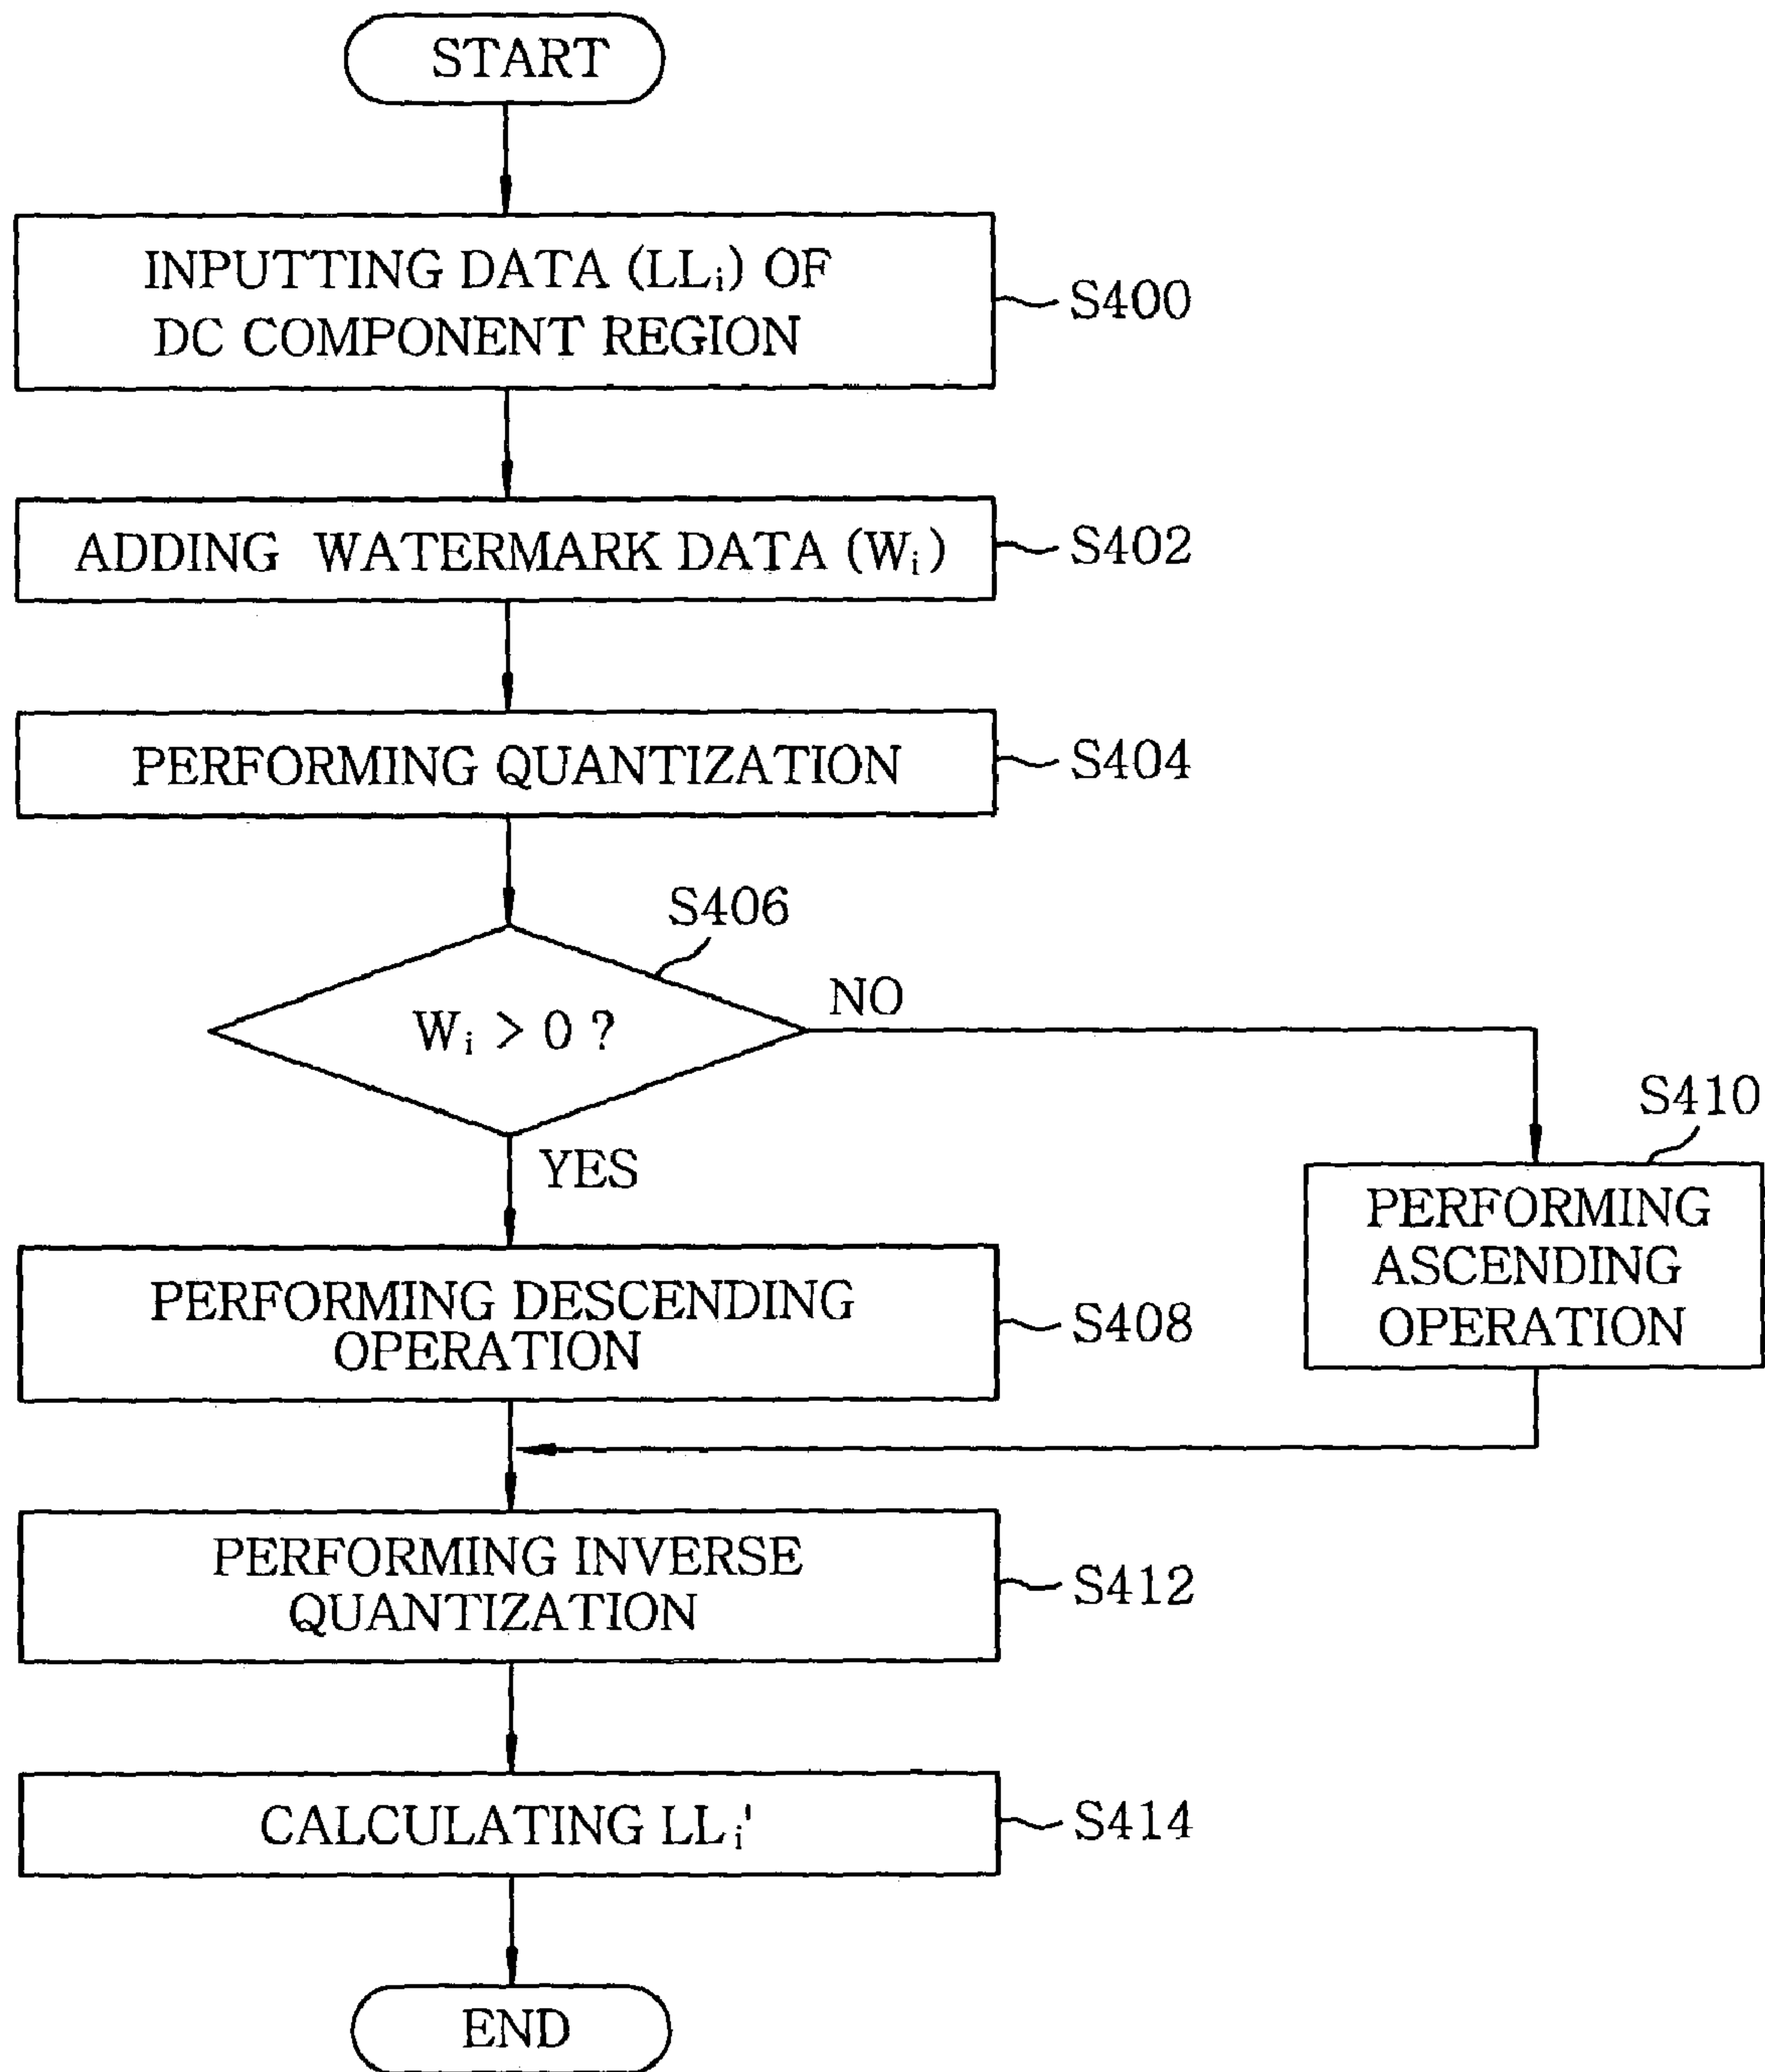 START
INPUTTING DATA (LLi) OF
DC COMPONENT REGION
S400
ADDING WATERMARK DATA (Wi)
S402
PERFORMING QUANTIZATION
S404
S406
Wi > 0 ?
NO
YES
S410
PERFORMING
ASCENDING
OPERATION
PERFORMING DESCENDING
OPERATION
S408
PERFORMING INVERSE
QUANTIZATION
S412
CALCULATING LLi'
S414
END